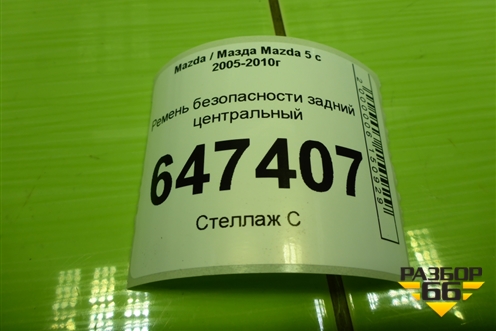 Mazda / Мазда Mazda 5 с
2005-2010г
Ремень безопасности задний
центральный
647407
Стеллаж С
РАЗБОР
66